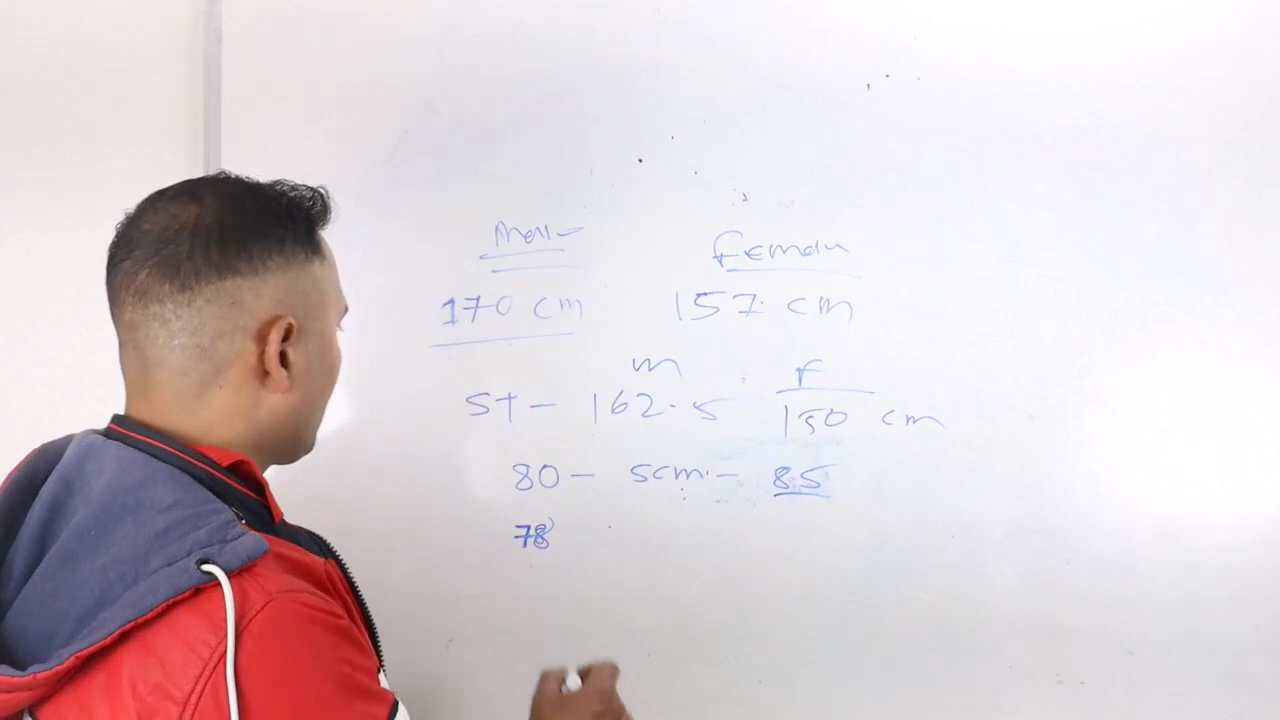 Male Female
170 cm 157 cm
m F
ST - 162.5 150 cm
80 - 5cm - 85
78